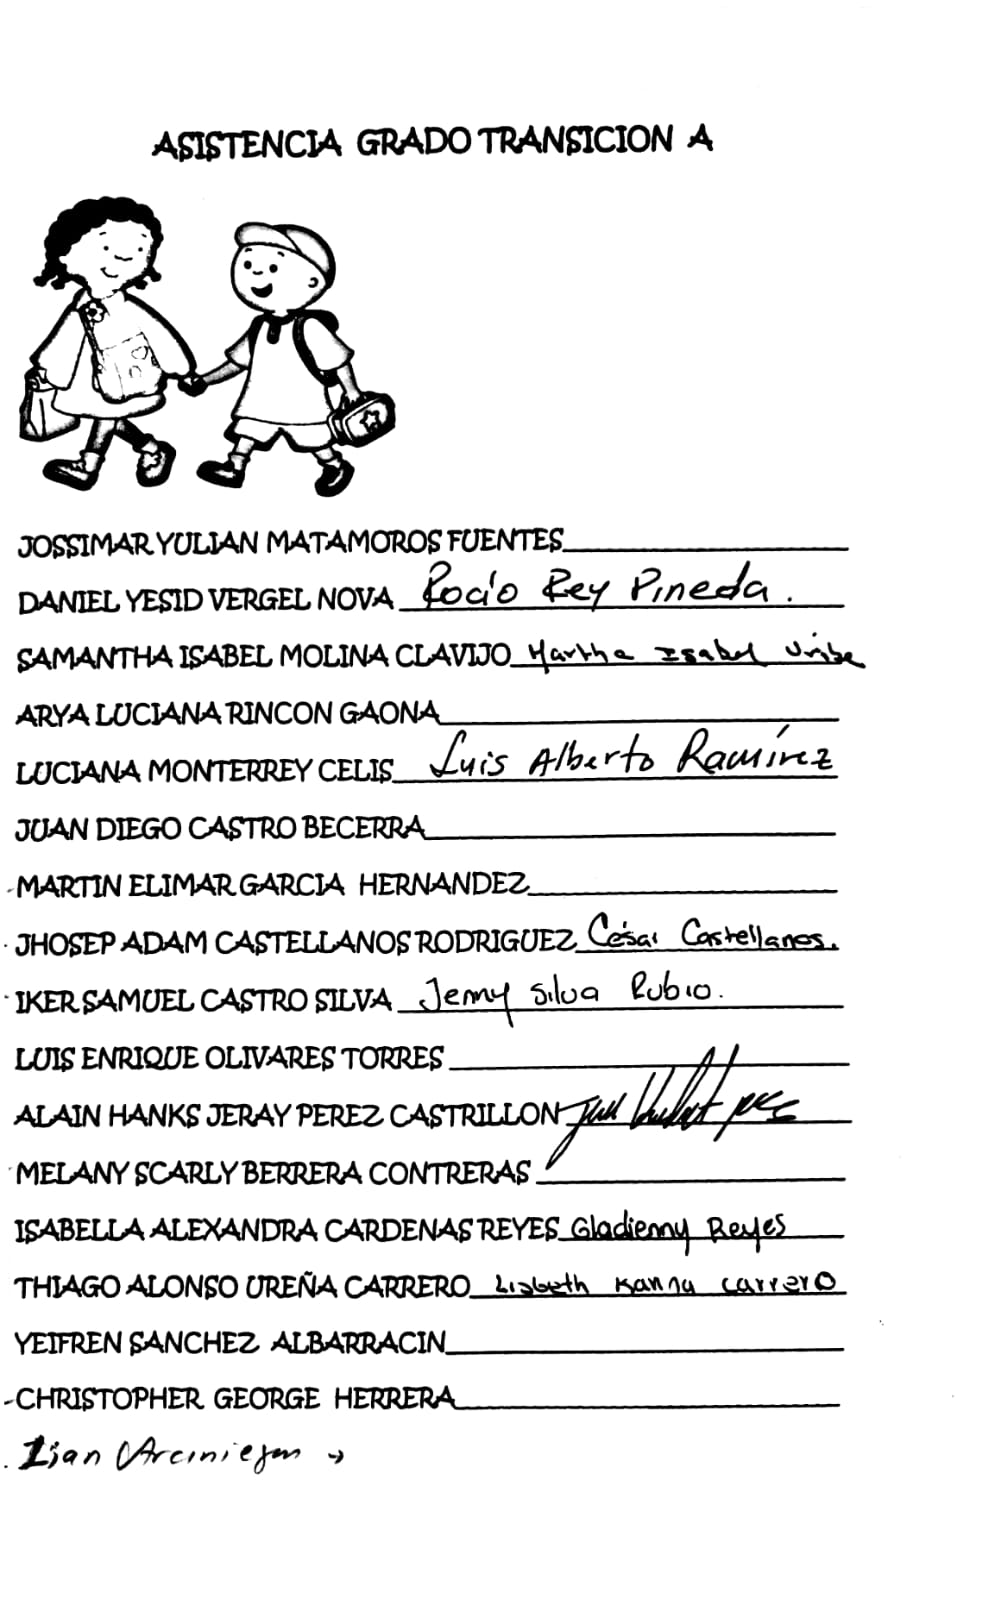 ASISTENCIA GRADO TRANSICION A
JOSSIMAR YULIAN MATAMOROS FUENTES
DANIEL YESID VERGEL NOVA Rocio Rey Pineda.
SAMANTHA ISABEL MOLINA CLAVIJO Martha Isabel Uribe
ARYA LUCIANA RINCON GAONA
LUCIANA MONTERREY CELIS Luis Alberto Ramírez
JUAN DIEGO CASTRO BECERRA
MARTIN ELIMAR GARCIA HERNANDEZ
JHOSEP ADAM CASTELLANOS RODRIGUEZ César Castellanos.
IKER SAMUEL CASTRO SILVA Jenny Silva Rubio.
LUIS ENRIQUE OLIVARES TORRES
ALAIN HANKS JERAY PEREZ CASTRILLON
MELANY SCARLY BERRERA CONTRERAS
ISABELLA ALEXANDRA CARDENAS REYES Gladienny Reyes
THIAGO ALONSO UREÑA CARRERO Lisbeth Karina Carrero
YEIFREN SANCHEZ ALBARRACIN
CHRISTOPHER GEORGE HERRERA